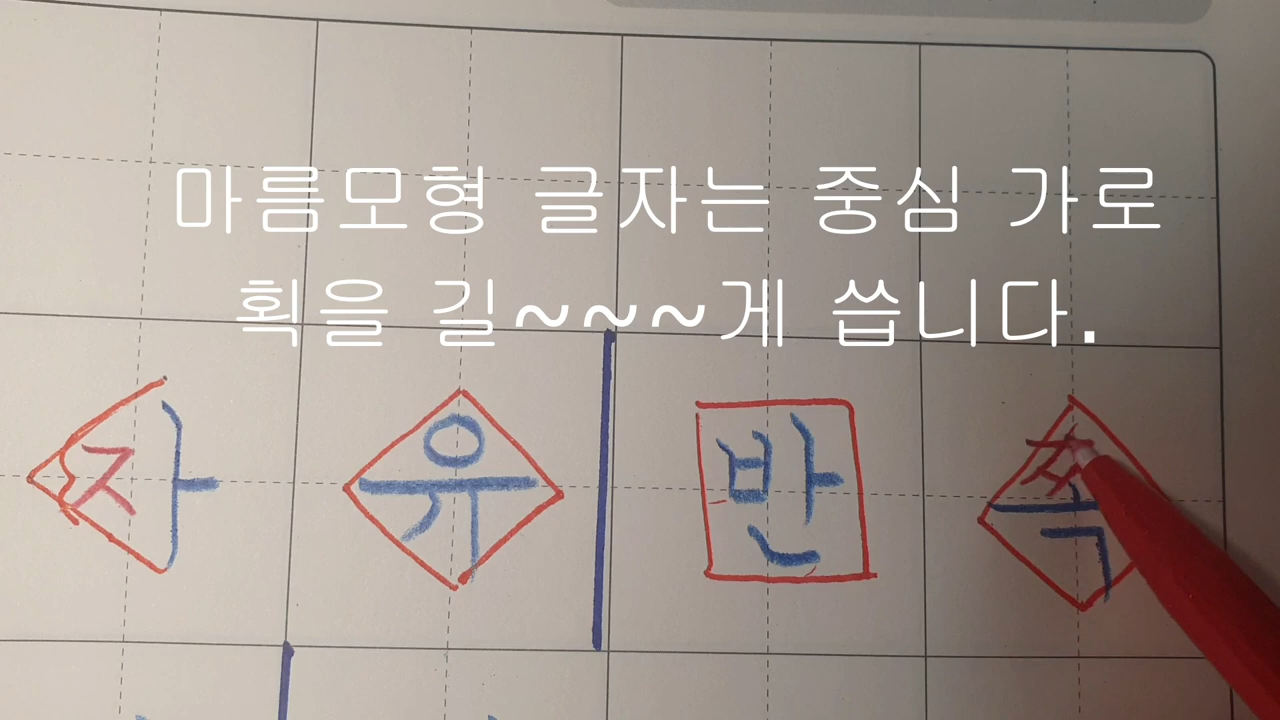 마름모형 글자는 중심 가로
획을 길~~~게 씁니다.
자 유 반